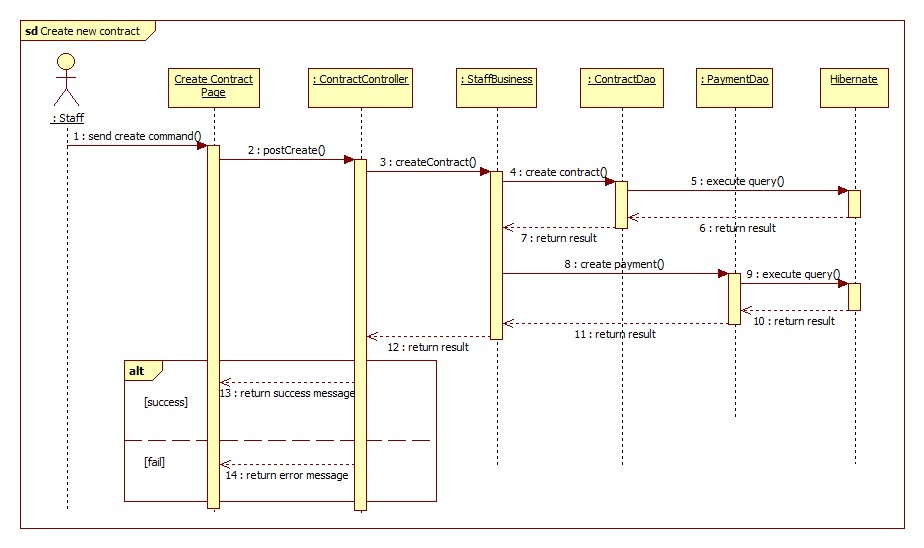 sd Create new contract
: Staff
Create Contract
Page
: ContractController
: StaffBusiness
: ContractDao
: PaymentDao
Hibernate
1 : send create command()
2 : postCreate()
3 : createContract()
4 : create contract()
5 : execute query()
6 : return result
7 : return result
8 : create payment()
9 : execute query()
10 : return result
11 : return result
12 : return result
alt
13 : return success message
[success]
[fail]
14 : return error message